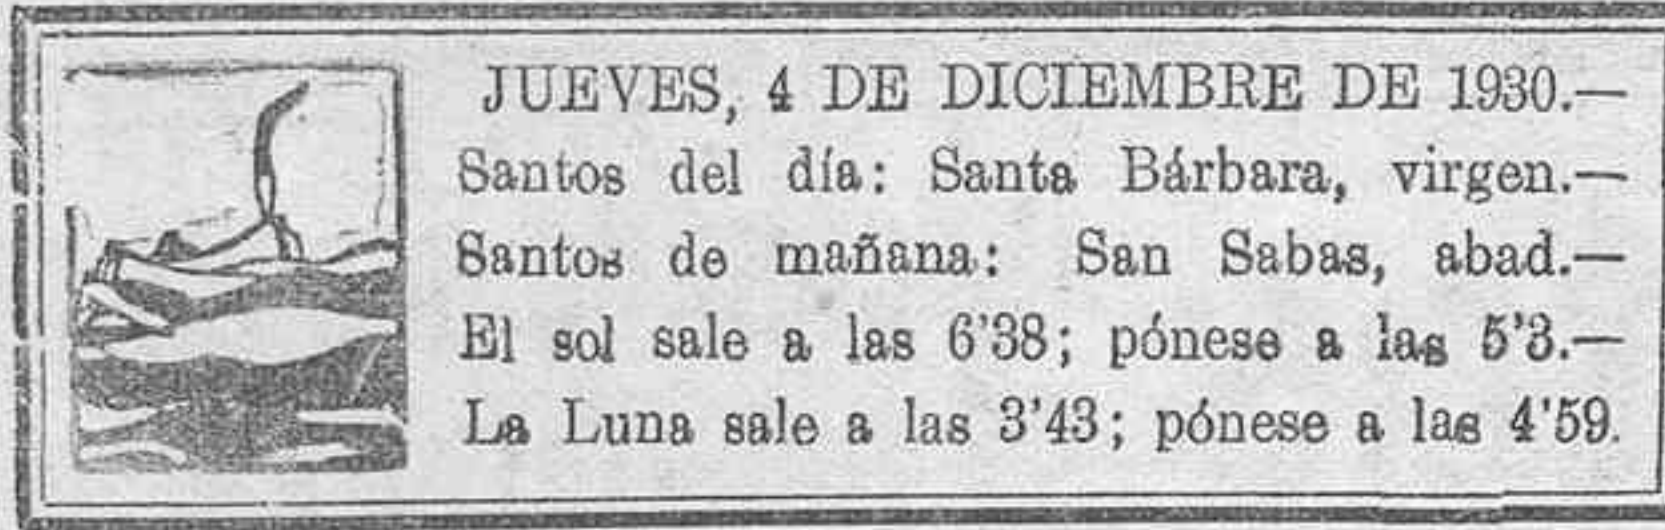 JUEVES, 4 DE DICIEMBRE DE 1930.—
Santos del día: Santa Bárbara, virgen.—
Santos de mañana: San Sabas, abad.—
El sol sale a las 6'38; pónese a las 5'3.—
La Luna sale a las 3'43; pónese a las 4'59.